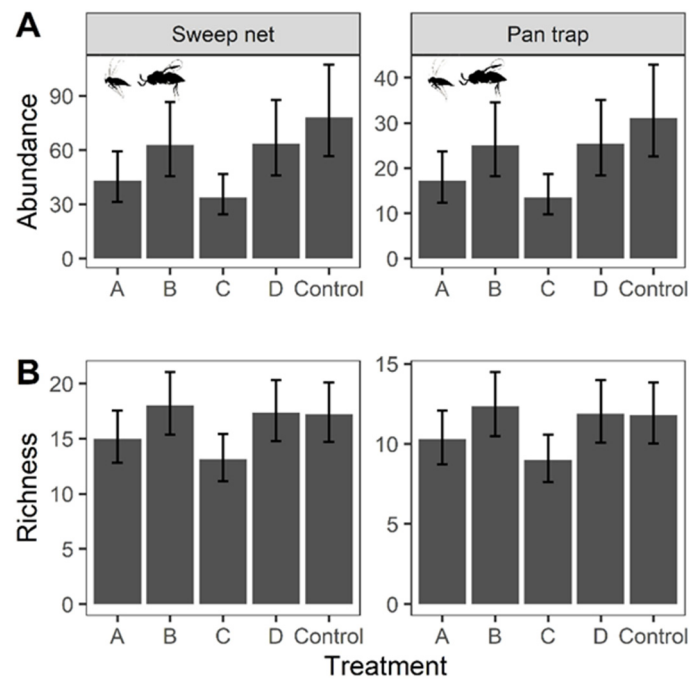 A
Sweep net
Pan trap
Abundance
90
60
30
0
40
30
20
10
0
A B C D Control
A B C D Control
B
Richness
20
15
10
5
0
15
10
5
0
A B C D Control
A B C D Control
Treatment